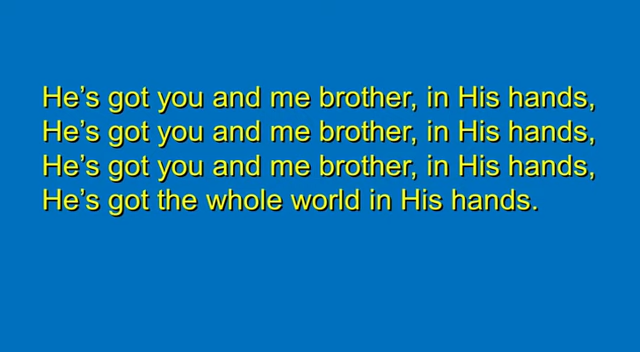 He’s got you and me brother, in His hands,
He’s got you and me brother, in His hands,
He’s got you and me brother, in His hands,
He’s got the whole world in His hands.